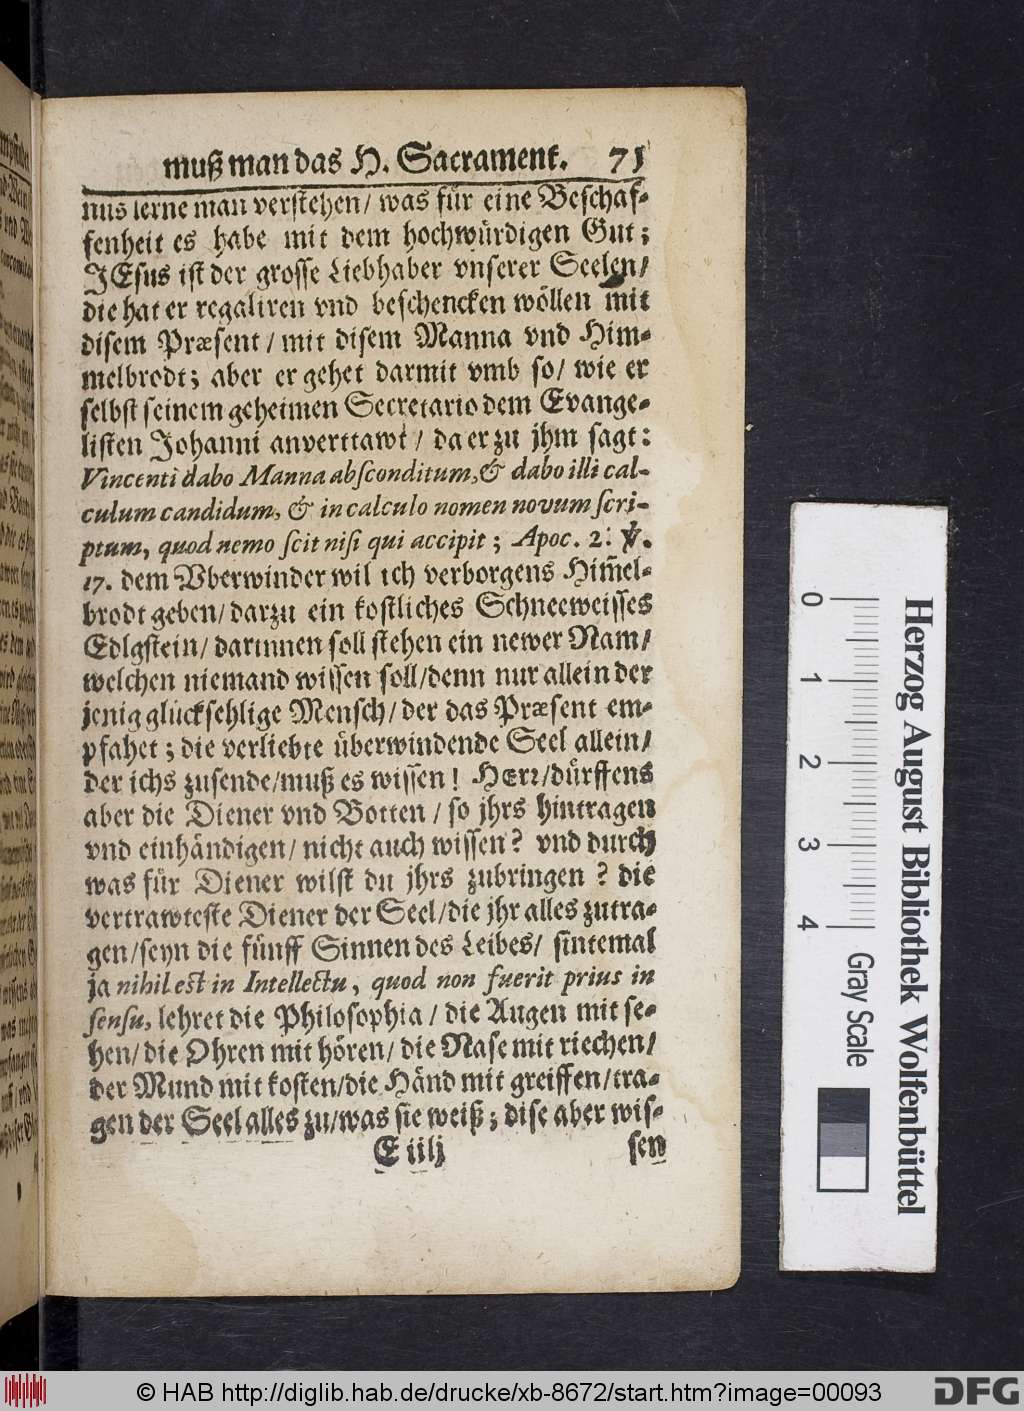 muß man das H. Sacrament. 71
nus lerne man verstehen/ was für eine Beschaf-
fenheit es habe mit dem hochwürdigen Gut;
JEsus ist der grosse Liebhaber vnserer Seelen/
die hat er regaliren vnd beschencken wöllen mit
disem Præsent / mit disem Manna vnd Him-
melbrodt; aber er gehet darmit vmb so/ wie er
selbst seinem geheimen Secretario dem Evange-
listen Johanni anvertrawt / da er zu jhm sagt:
Vincenti dabo Manna absconditum, & dabo illi cal-
culum candidum, & in calculo nomen novum scri-
ptum, quod nemo scit nisi qui accipit; Apoc. 2. ℣.
17. dem Vberwinder wil ich verborgens Him̃el-
brodt geben/ darzu ein kostliches Schneeweisses
Edlgstein/ darinnen soll stehen ein newer Nam/
welchen niemand wissen soll/denn nur allein der
jenig glücksehlige Mensch/ der das Præsent em-
pfahet; die verliebte überwindende Seel allein/
der ichs zusende/muß es wissen! HErr/dürffens
aber die Diener vnd Botten / so jhrs hintragen
vnd einhändigen/ nicht auch wissen? vnd durch
was für Diener wilst du jhrs zubringen? die
vertrawteste Diener der Seel/die jhr alles zutra-
gen/seyn die fünff Sinnen des Leibes/ sintemal
ja nihil est in Intellectu, quod non fuerit prius in
sensu, lehret die Philosophia / die Augen mit se-
hen/ die Ohren mit hören/ die Nase mit riechen/
der Mund mit kosten/die Händ mit greiffen/tra-
gen der Seel alles zu/was sie weiß; dise aber wis-
E iiij sen
0 1 2 3 4
Gray Scale
Herzog August Bibliothek Wolfenbüttel
© HAB http://diglib.hab.de/drucke/xb-8672/start.htm?image=00093
DFG